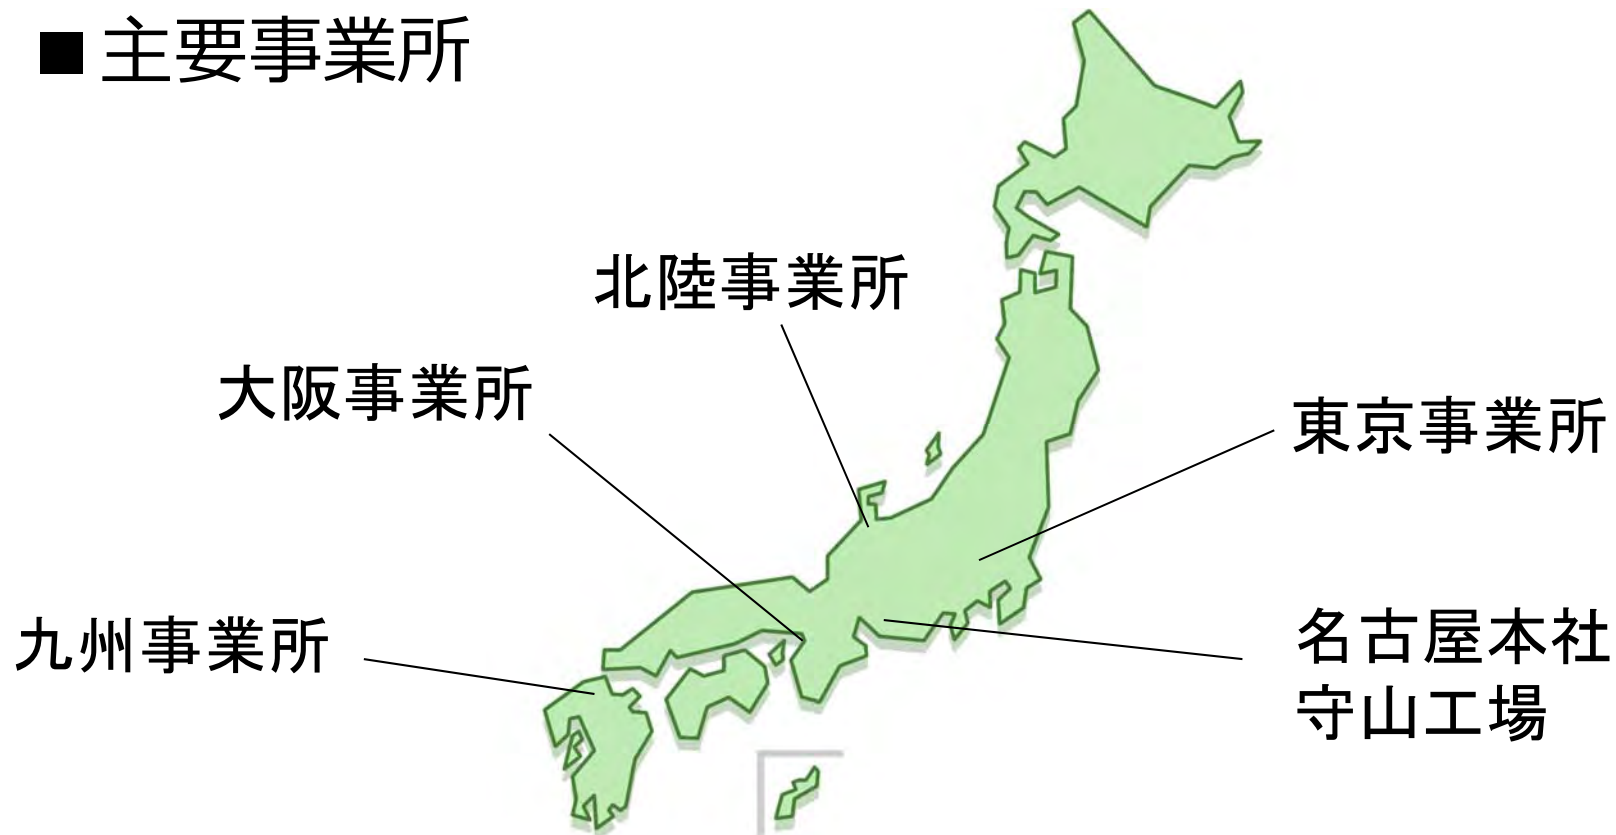 ■主要事業所
北陸事業所
大阪事業所
東京事業所
九州事業所
名古屋本社
守山工場